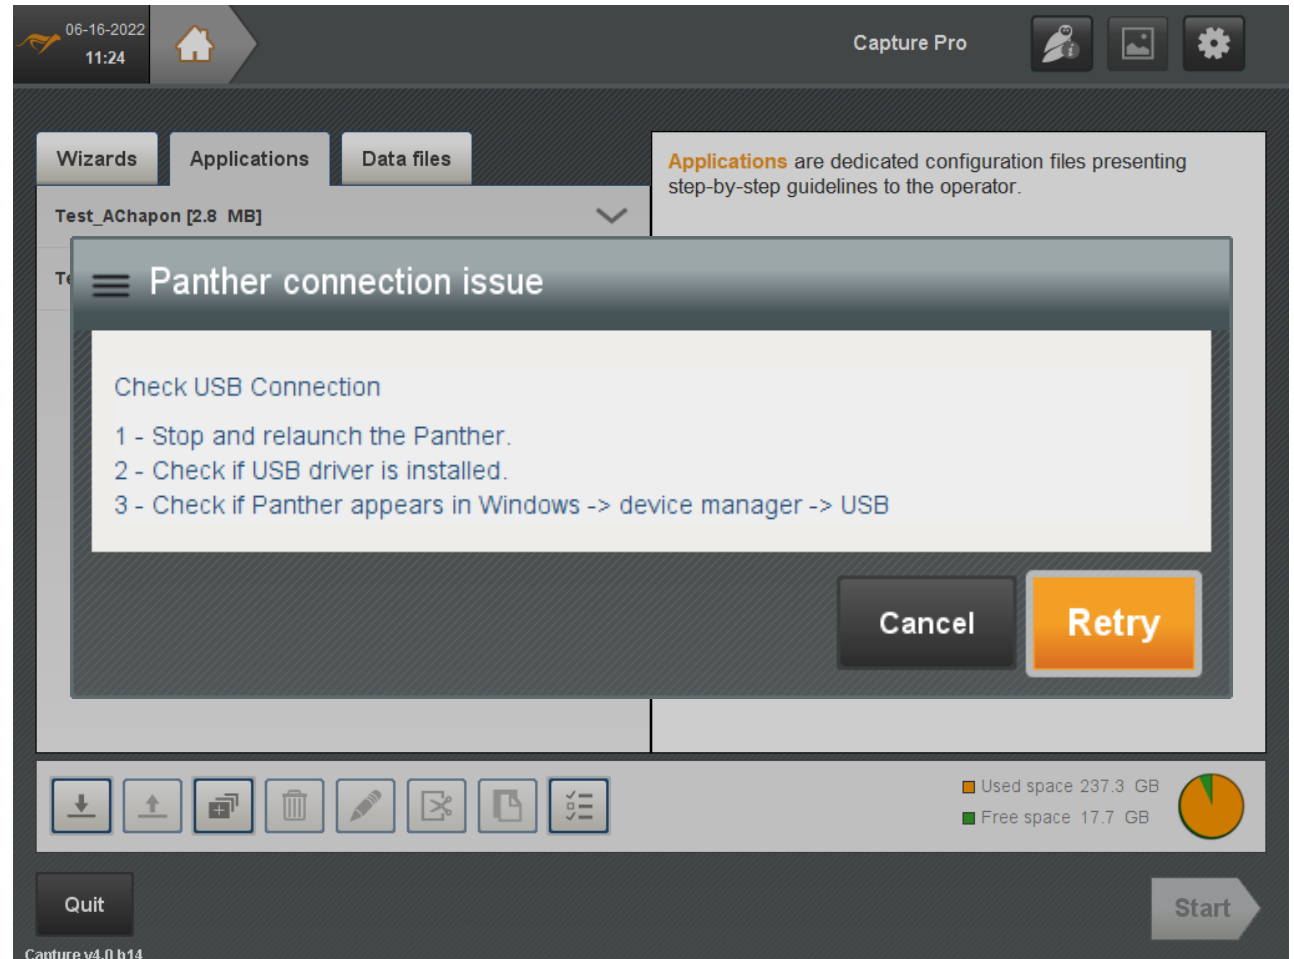 06-16-2022
11:24
Capture Pro
Wizards
Applications
Data files
Applications are dedicated configuration files presenting
step-by-step guidelines to the operator.
Test_AChapon [2.8 MB]
Panther connection issue
Check USB Connection
1 - Stop and relaunch the Panther.
2 - Check if USB driver is installed.
3 - Check if Panther appears in Windows -> device manager -> USB
Cancel
Retry
Used space 237.3 GB
Free space 17.7 GB
Quit
Start
Capture v4.0 b14